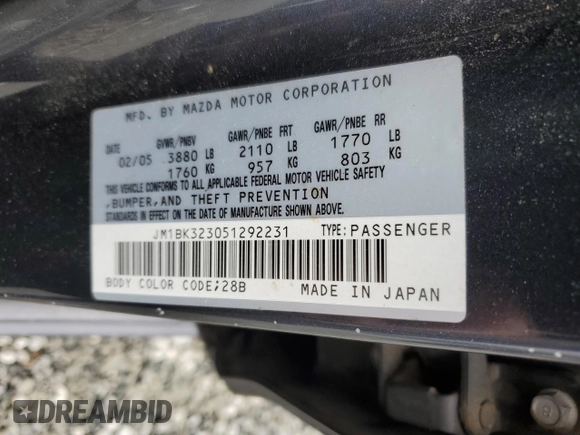 MFD. BY MAZDA MOTOR CORPORATION
DATE GVWR/PNBV GAWR/PNBE FRT GAWR/PNBE RR
02/05 3880 LB 2110 LB 1770 LB
1760 KG 957 KG 803 KG
THIS VEHICLE CONFORMS TO ALL APPLICABLE FEDERAL MOTOR VEHICLE SAFETY
,BUMPER,AND THEFT PREVENTION
STANDARDS IN EFFECT ON THE DATE OF MANUFACTURE SHOWN ABOVE.
JM1BK323051292231 TYPE:PASSENGER
BODY COLOR CODE;28B MADE IN JAPAN
DREAMBID